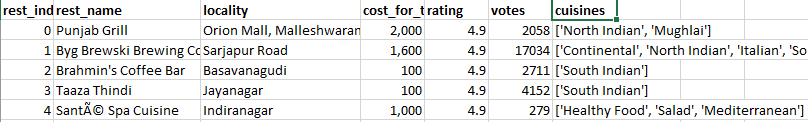 rest_ind rest_name locality cost_for_t rating votes cuisines
0 Punjab Grill Orion Mall, Malleshwaran 2,000 4.9 2058 ['North Indian', 'Mughlai']
1 Byg Brewski Brewing Co Sarjapur Road 1,600 4.9 17034 ['Continental', 'North Indian', 'Italian', 'So
2 Brahmin's Coffee Bar Basavanagudi 100 4.9 2711 ['South Indian']
3 Taaza Thindi Jayanagar 100 4.9 4152 ['South Indian']
4 SantÃ© Spa Cuisine Indiranagar 1,000 4.9 279 ['Healthy Food', 'Salad', 'Mediterranean']